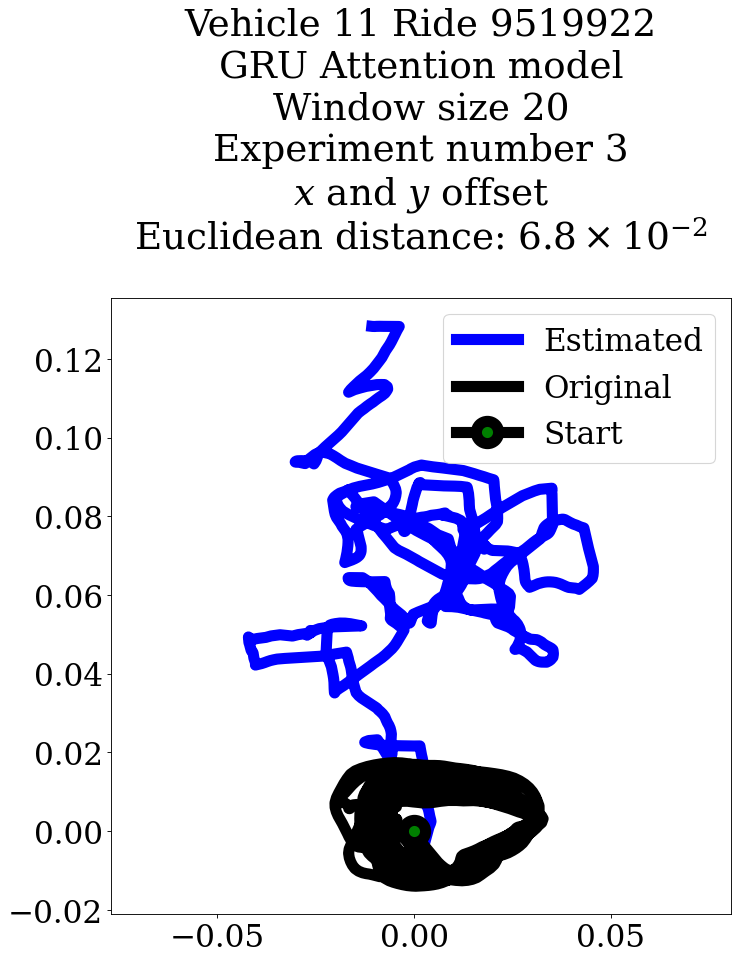 Vehicle 11 Ride 9519922
GRU Attention model
Window size 20
Experiment number 3
x and y offset
Euclidean distance: 6.8 × 10⁻²
Estimated
Original
Start
0.12
0.10
0.08
0.06
0.04
0.02
0.00
−0.02
−0.05 0.00 0.05